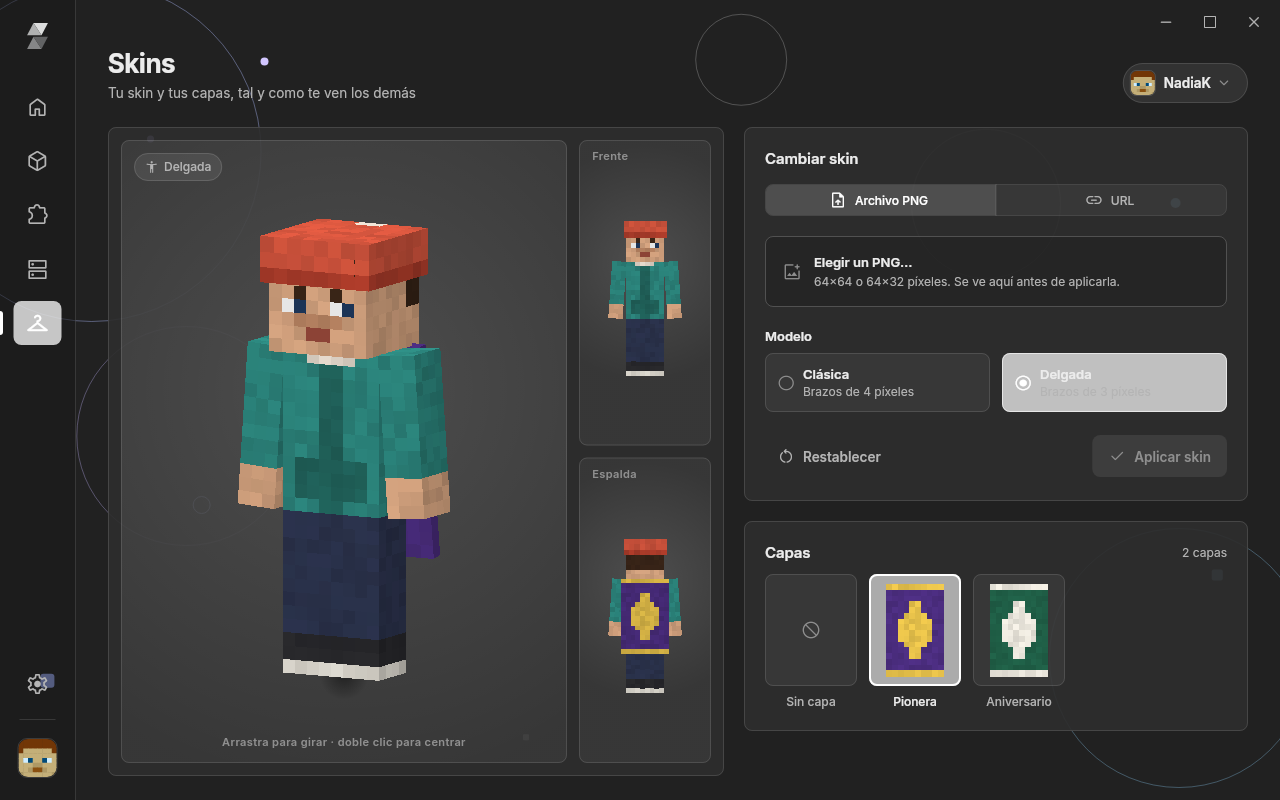 Skins
Tu skin y tus capas, tal y como te ven los demás
NadiaK
Delgada
Arrastra para girar · doble clic para centrar
Frente
Espalda
Cambiar skin
Archivo PNG
URL
Elegir un PNG...
64×64 o 64×32 píxeles. Se ve aquí antes de aplicarla.
Modelo
Clásica
Brazos de 4 píxeles
Delgada
Brazos de 3 píxeles
Restablecer
Aplicar skin
Capas
2 capas
Sin capa
Pionera
Aniversario